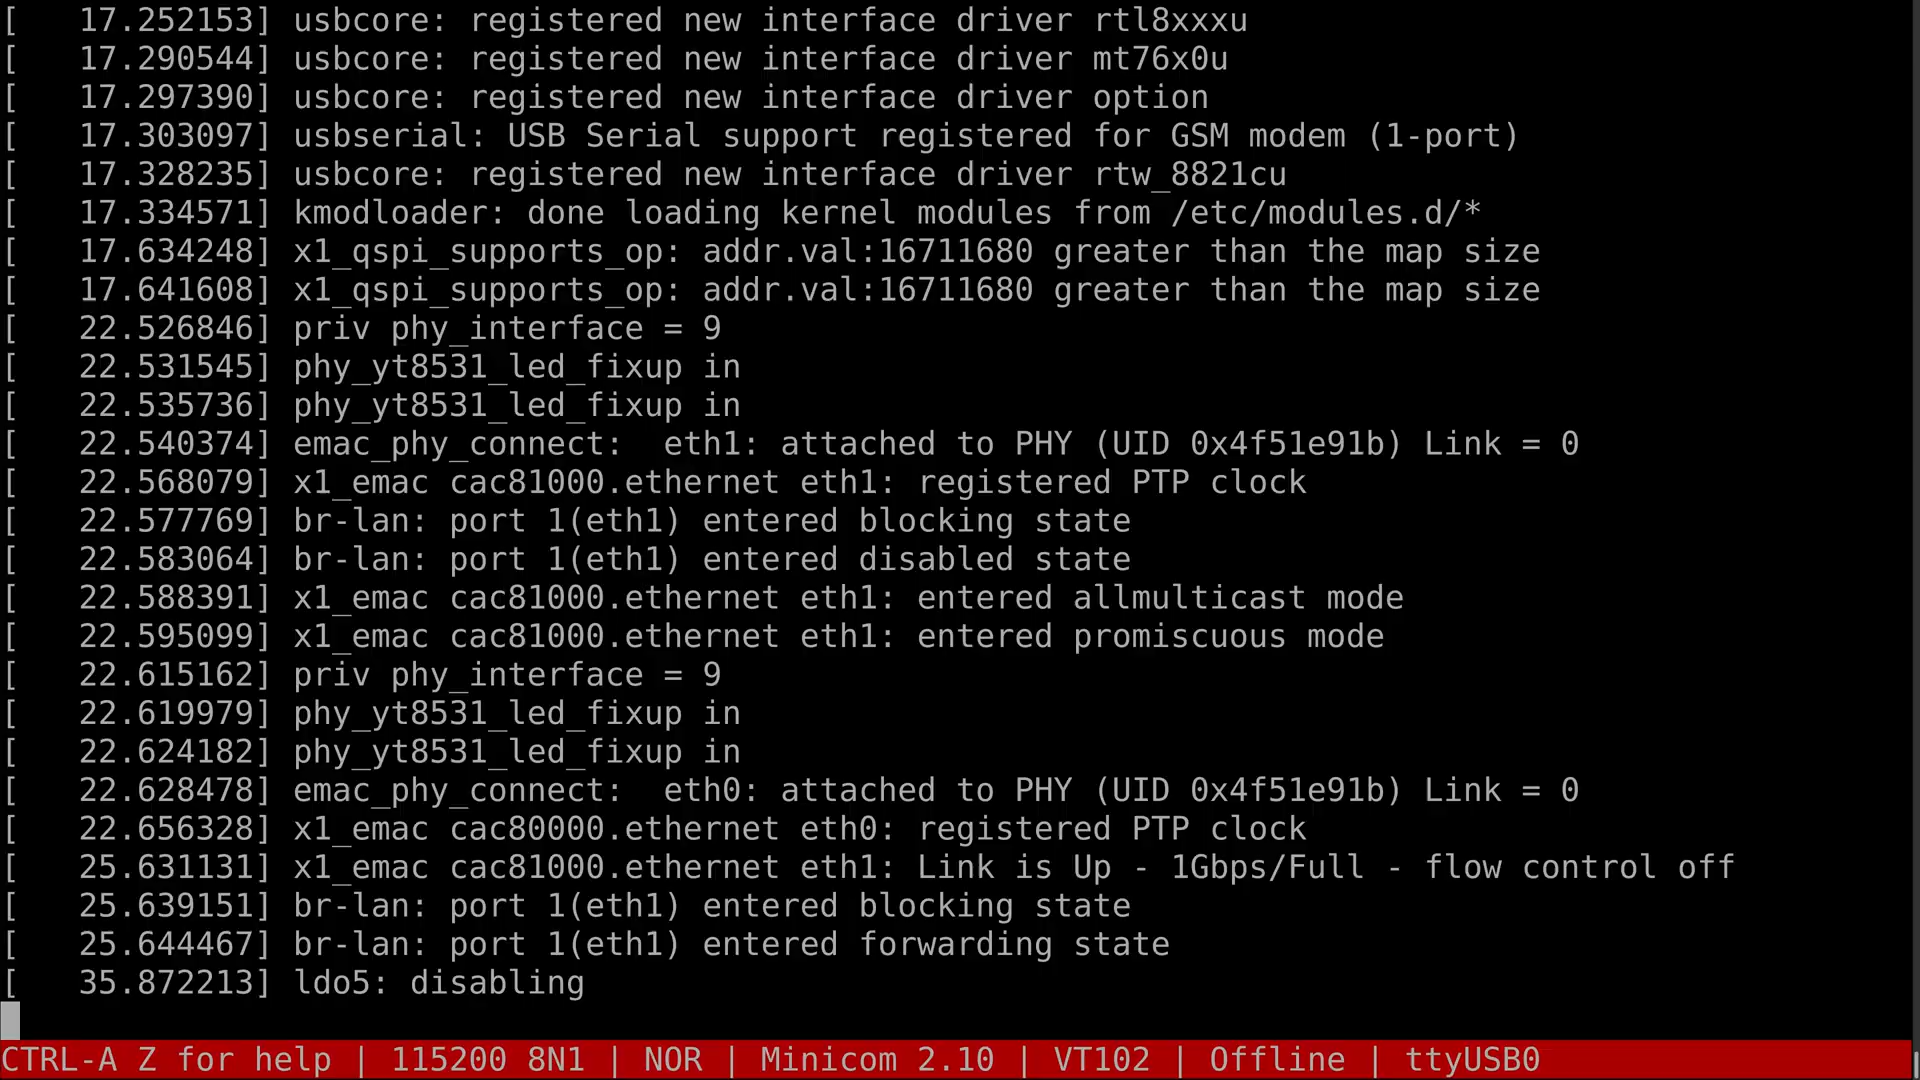 [   17.252153] usbcore: registered new interface driver rtl8xxxu
[   17.290544] usbcore: registered new interface driver mt76x0u
[   17.297390] usbcore: registered new interface driver option
[   17.303097] usbserial: USB Serial support registered for GSM modem (1-port)
[   17.328235] usbcore: registered new interface driver rtw_8821cu
[   17.334571] kmodloader: done loading kernel modules from /etc/modules.d/*
[   17.634248] x1_qspi_supports_op: addr.val:16711680 greater than the map size
[   17.641608] x1_qspi_supports_op: addr.val:16711680 greater than the map size
[   22.526846] priv phy_interface = 9
[   22.531545] phy_yt8531_led_fixup in
[   22.535736] phy_yt8531_led_fixup in
[   22.540374] emac_phy_connect:  eth1: attached to PHY (UID 0x4f51e91b) Link = 0
[   22.568079] x1_emac cac81000.ethernet eth1: registered PTP clock
[   22.577769] br-lan: port 1(eth1) entered blocking state
[   22.583064] br-lan: port 1(eth1) entered disabled state
[   22.588391] x1_emac cac81000.ethernet eth1: entered allmulticast mode
[   22.595099] x1_emac cac81000.ethernet eth1: entered promiscuous mode
[   22.615162] priv phy_interface = 9
[   22.619979] phy_yt8531_led_fixup in
[   22.624182] phy_yt8531_led_fixup in
[   22.628478] emac_phy_connect:  eth0: attached to PHY (UID 0x4f51e91b) Link = 0
[   22.656328] x1_emac cac80000.ethernet eth0: registered PTP clock
[   25.631131] x1_emac cac81000.ethernet eth1: Link is Up - 1Gbps/Full - flow control off
[   25.639151] br-lan: port 1(eth1) entered blocking state
[   25.644467] br-lan: port 1(eth1) entered forwarding state
[   35.872213] ldo5: disabling
CTRL-A Z for help | 115200 8N1 | NOR | Minicom 2.10 | VT102 | Offline | ttyUSB0